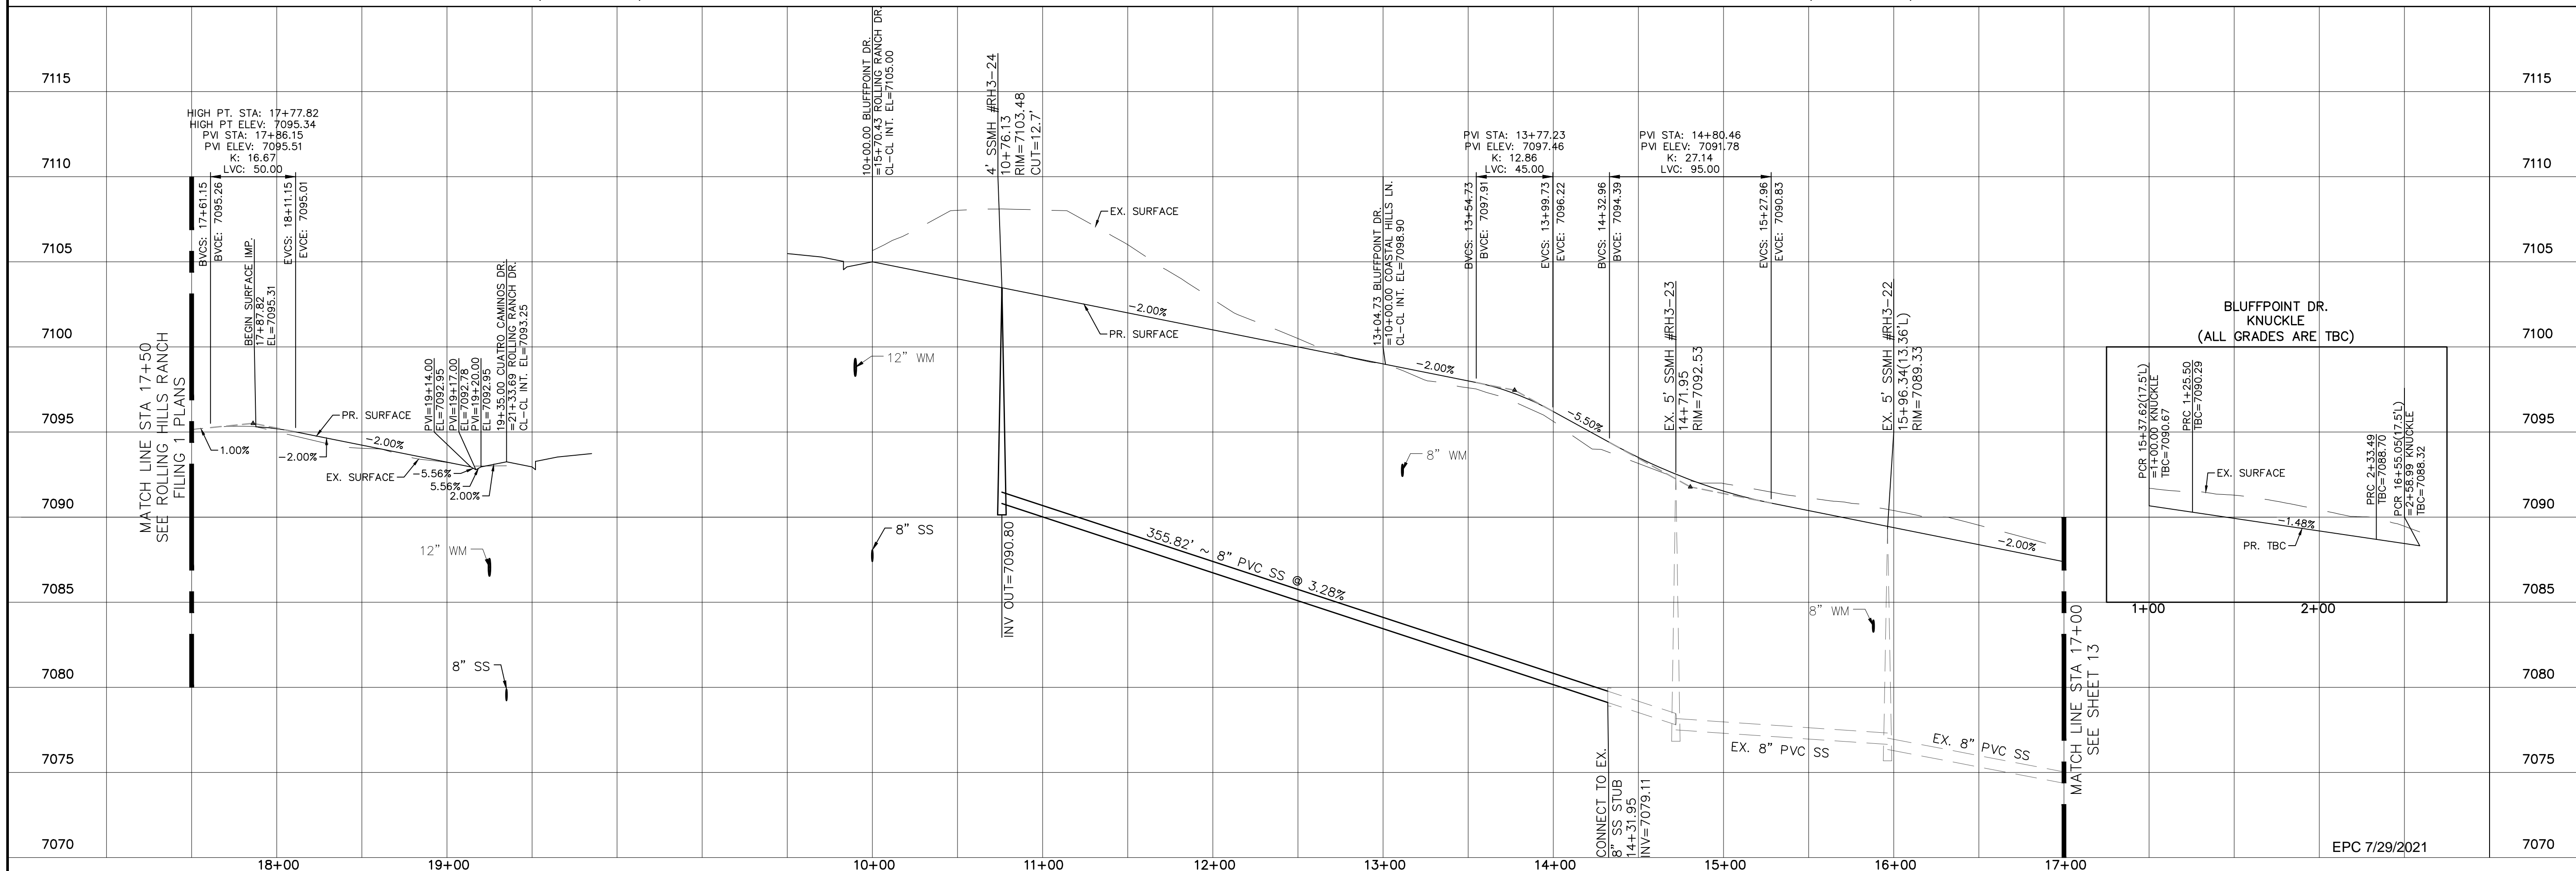 7115
7110
7105
7100
7095
7090
7085
7080
7075
7070
HIGH PT. STA: 17+77.82
HIGH PT ELEV: 7095.34
PVI STA: 17+86.15
PVI ELEV: 7095.51
K: 16.67
LVC: 50.00
BVCS: 17+61.15
BVCE: 7095.26
EVCS: 18+11.15
EVCE: 7095.01
BEGIN SURFACE IMP.
17+87.82
EL=7095.31
MATCH LINE STA 17+50
SEE ROLLING HILLS RANCH
FILING 1 PLANS
PR. SURFACE
1.00%
-2.00%
-2.00%
EX. SURFACE
-5.56%
5.56%
2.00%
PVI=19+14.00
EL=7092.95
PVI=19+17.00
EL=7092.78
PVI=19+20.00
EL=7092.95
19+35.00 CUATRO CAMINOS DR.
=21+33.69 ROLLING RANCH DR.
CL-CL INT. EL=7093.25
12" WM
8" SS
10+00.00 BLUFFPOINT DR.
=15+70.43 ROLLING RANCH DR.
CL-CL INT. EL=7105.00
4' SSMH #RH3-24
10+76.13
RIM=7103.48
CUT=12.7'
EX. SURFACE
-2.00%
PR. SURFACE
12" WM
8" SS
INV OUT=7090.80
355.82' ~ 8" PVC SS @ 3.28%
13+04.73 BLUFFPOINT DR.
=10+00.00 COASTAL HILLS LN.
CL-CL INT. EL=7098.90
-2.00%
8" WM
PVI STA: 13+77.23
PVI ELEV: 7097.46
K: 12.86
LVC: 45.00
BVCS: 13+54.73
BVCE: 7097.91
EVCS: 13+99.73
EVCE: 7096.22
PVI STA: 14+80.46
PVI ELEV: 7091.78
K: 27.14
LVC: 95.00
BVCS: 14+32.96
BVCE: 7094.39
EVCS: 15+27.96
EVCE: 7090.83
-5.50%
EX. 5' SSMH #RH3-23
14+71.95
RIM=7092.53
EX. 5' SSMH #RH3-22
15+96.34(13.36'L)
RIM=7089.33
-2.00%
8" WM
CONNECT TO EX.
8" SS STUB
14+31.95
INV=7079.11
EX. 8" PVC SS
EX. 8" PVC SS
MATCH LINE STA 17+00
SEE SHEET 13
BLUFFPOINT DR.
KNUCKLE
(ALL GRADES ARE TBC)
PCR 15+37.62(17.5'L)
=1+00.00 KNUCKLE
TBC=7090.67
PRC 1+25.50
TBC=7090.29
EX. SURFACE
-1.48%
PR. TBC
PRC 2+33.49
TBC=7088.70
PCR 16+55.05(17.5'L)
=2+58.99 KNUCKLE
TBC=7088.32
1+00
2+00
7115
7110
7105
7100
7095
7090
7085
7080
7075
7070
EPC 7/29/2021
18+00
19+00
10+00
11+00
12+00
13+00
14+00
15+00
16+00
17+00